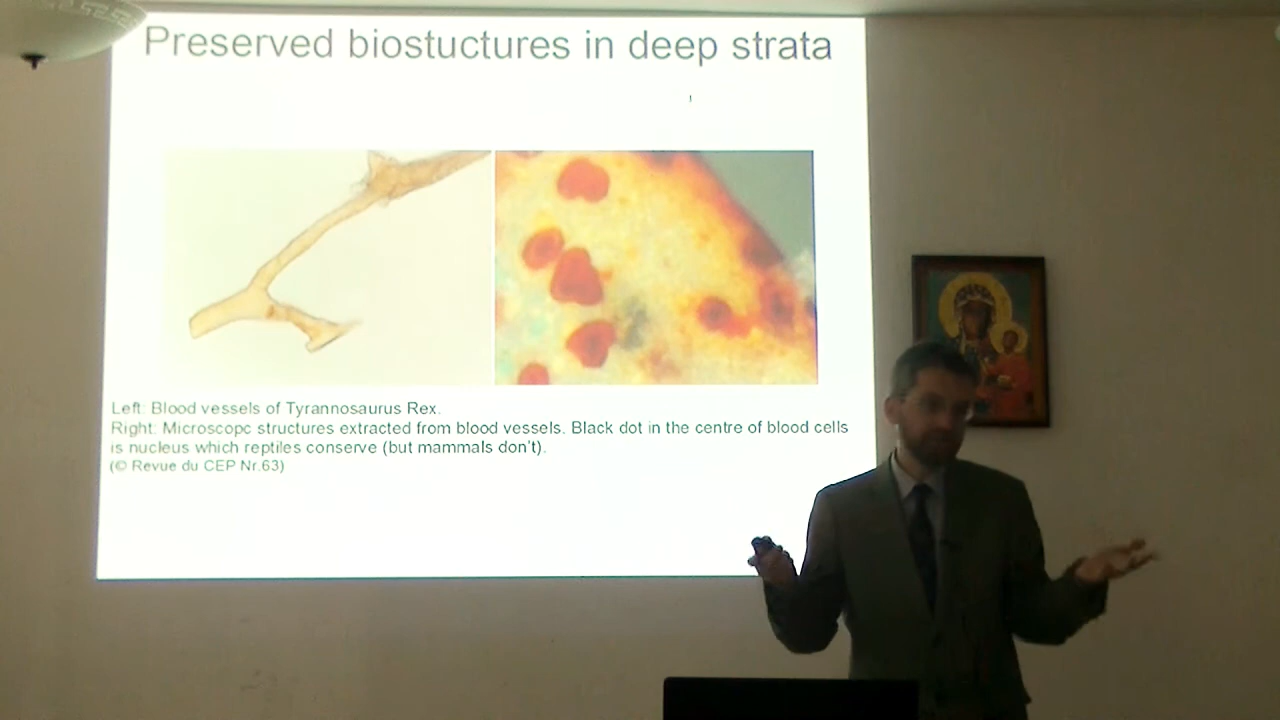 Preserved biostuctures in deep strata
Left: Blood vessels of Tyrannosaurus Rex.
Right: Microscopc structures extracted from blood vessels. Black dot in the centre of blood cells
is nucleus which reptiles conserve (but mammals don't).
(© Revue du CEP Nr.63)